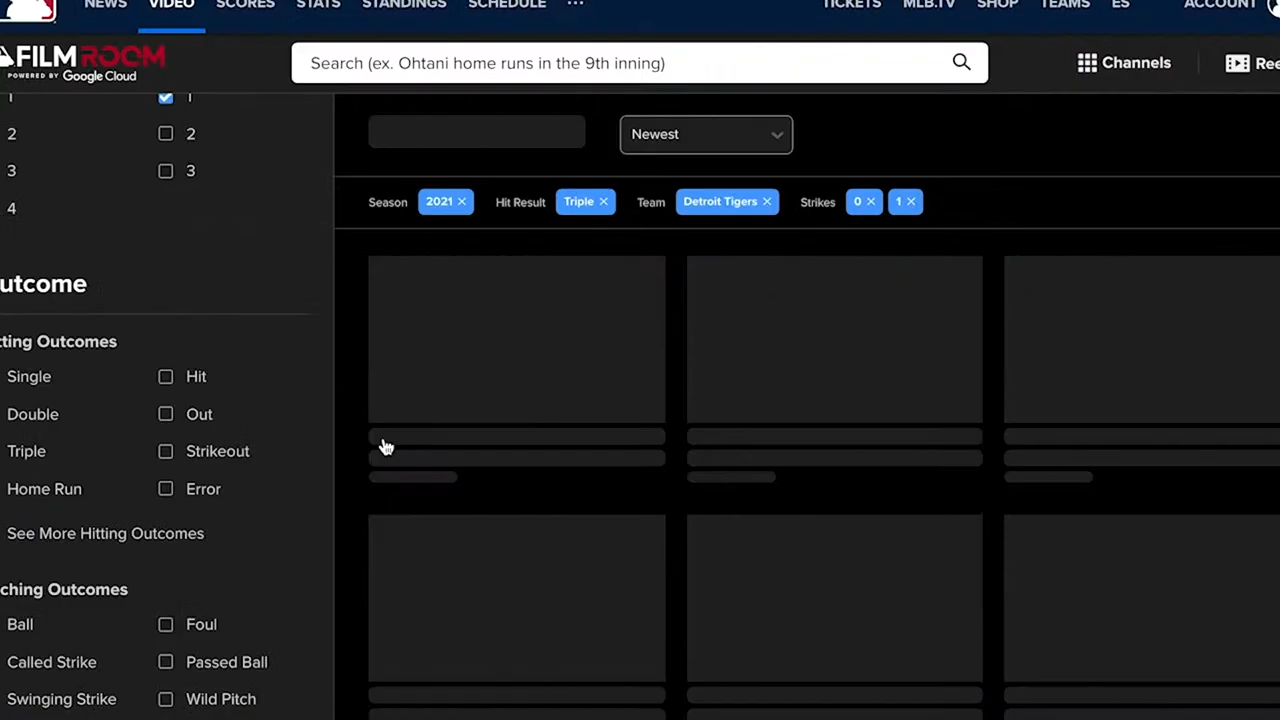 NEWS VIDEO SCORES STATS STANDINGS SCHEDULE ··· TICKETS MLB.TV SHOP TEAMS ES ACCOUNT
FILM ROOM
POWERED BY Google Cloud
Search (ex. Ohtani home runs in the 9th inning)
Channels
Ree
1 1
2 2
3 3
4
Newest
Season 2021 × Hit Result Triple × Team Detroit Tigers × Strikes 0 × 1 ×
utcome
tting Outcomes
Single Hit
Double Out
Triple Strikeout
Home Run Error
See More Hitting Outcomes
ching Outcomes
Ball Foul
Called Strike Passed Ball
Swinging Strike Wild Pitch